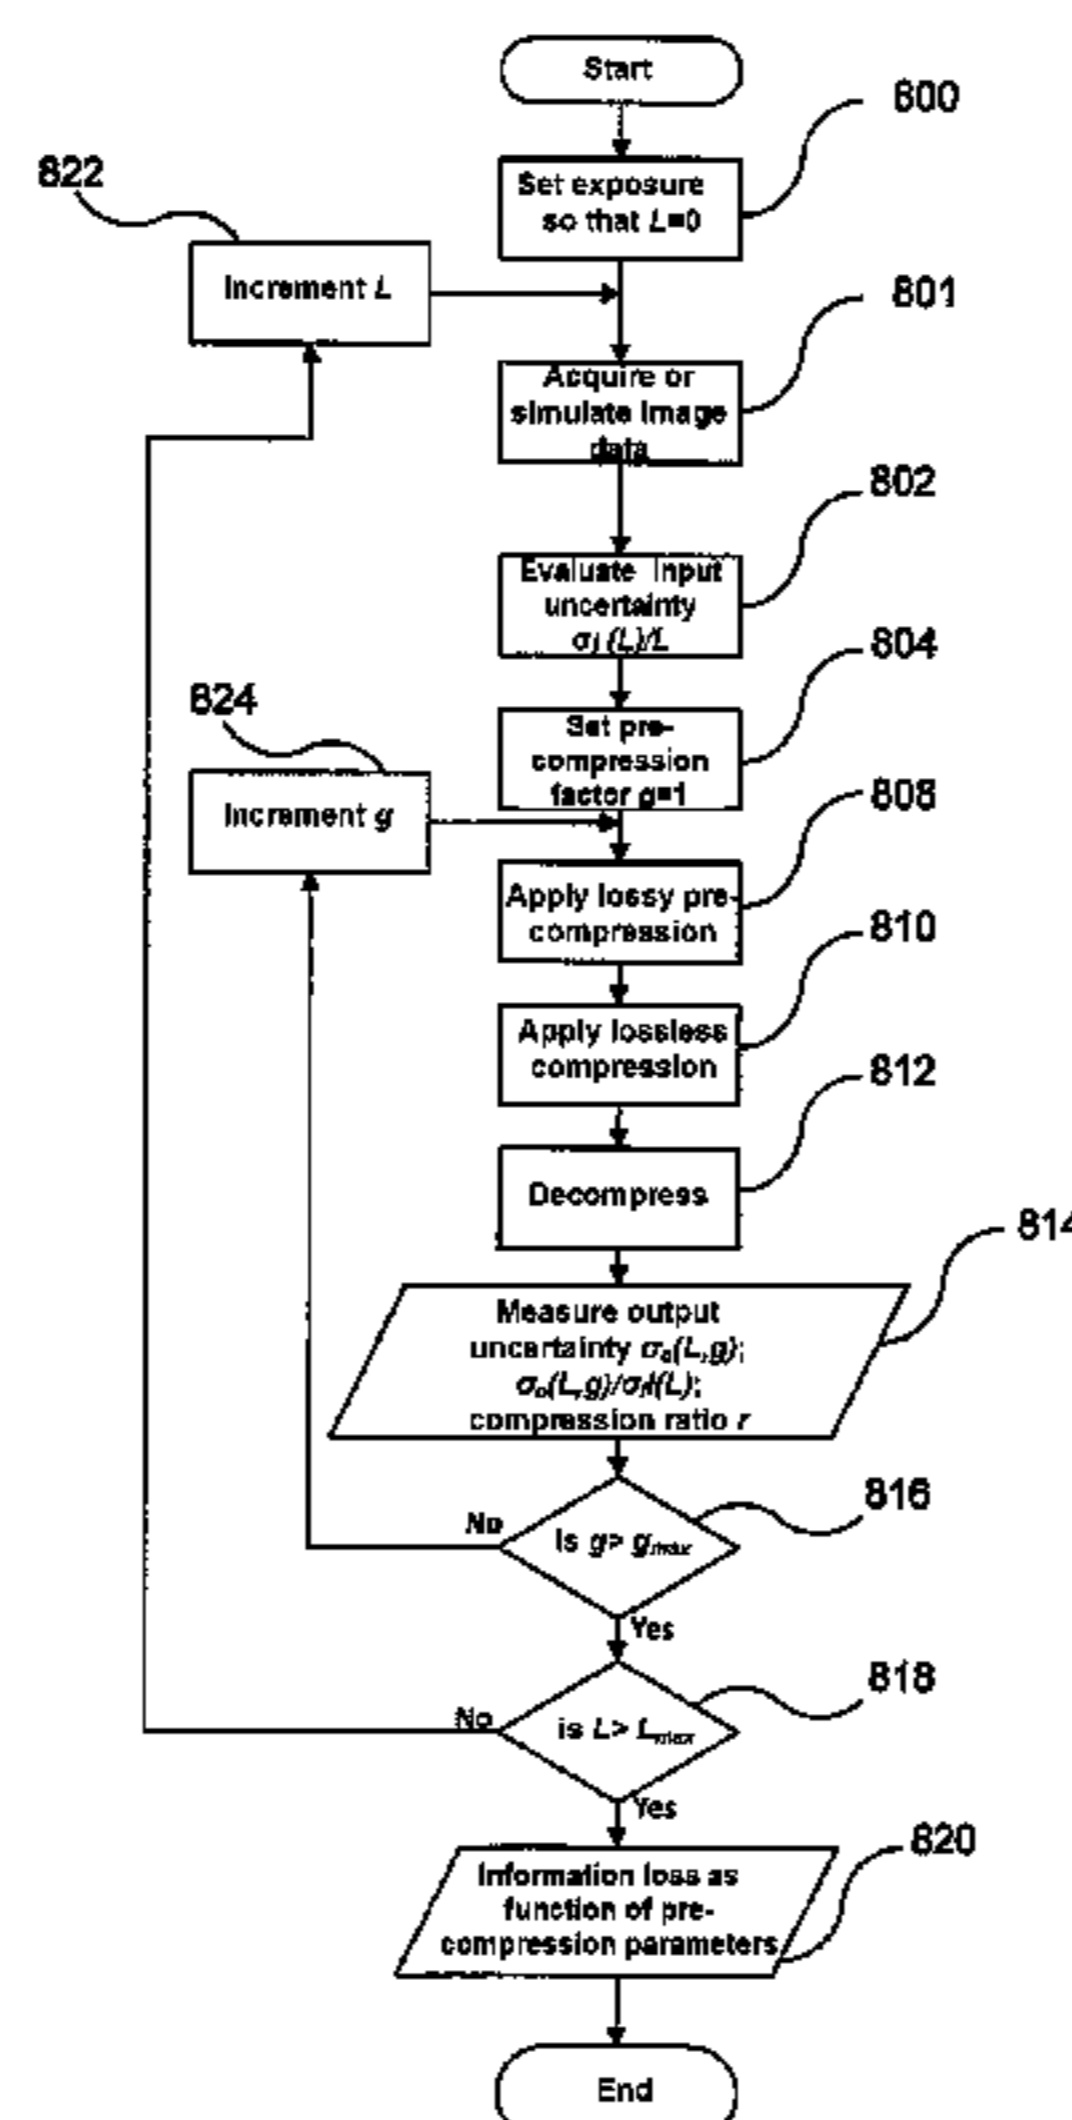 Start
800
Set exposure
so that L=0
822
Increment L
801
Acquire or
simulate image
data
802
Evaluate input
uncertainty
σi (L)/L
804
Set pre-
compression
factor g=1
824
Increment g
808
Apply lossy pre-
compression
810
Apply lossless
compression
812
Decompress
814
Measure output
uncertainty σo(L,g);
σo(L,g)/σi(L);
compression ratio r
816
No
is g> gmax
Yes
818
No
is L> Lmax
Yes
820
Information loss as
function of pre-
compression parameters
End